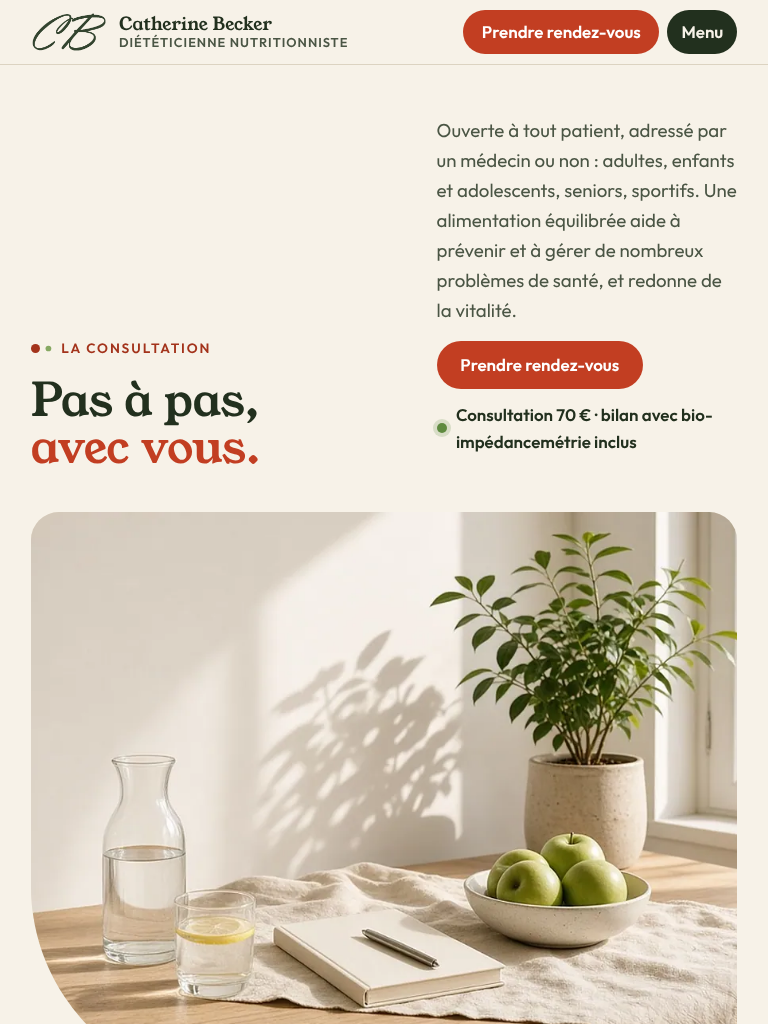 CB
Catherine Becker
DIÉTÉTICIENNE NUTRITIONNISTE
Prendre rendez-vous
Menu
LA CONSULTATION
Pas à pas,
avec vous.
Ouverte à tout patient, adressé par
un médecin ou non : adultes, enfants
et adolescents, seniors, sportifs. Une
alimentation équilibrée aide à
prévenir et à gérer de nombreux
problèmes de santé, et redonne de
la vitalité.
Prendre rendez-vous
Consultation 70 € · bilan avec bio-
impédancemétrie inclus